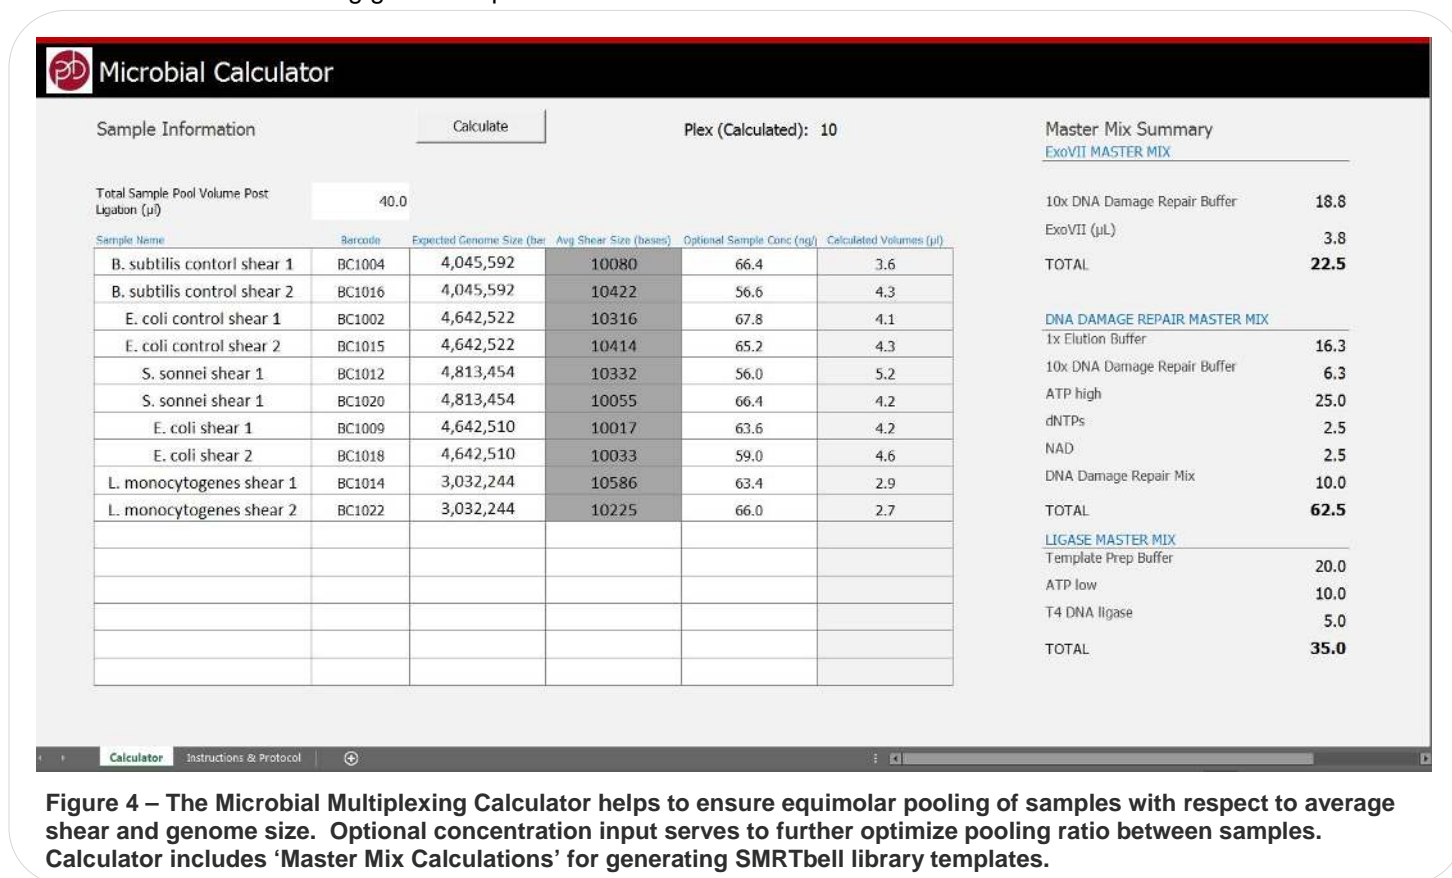 Microbial Calculator
Sample Information Calculate Plex (Calculated): 10
Total Sample Pool Volume Post
Ligation (µl) 40.0
Sample Name Barcode Expected Genome Size (ba Avg Shear Size (bases) Optional Sample Conc (ng/ Calculated Volumes (µl)
B. subtilis contorl shear 1 BC1004 4,045,592 10080 66.4 3.6
B. subtilis control shear 2 BC1016 4,045,592 10422 56.6 4.3
E. coli control shear 1 BC1002 4,642,522 10316 67.8 4.1
E. coli control shear 2 BC1015 4,642,522 10414 65.2 4.3
S. sonnei shear 1 BC1012 4,813,454 10332 56.0 5.2
S. sonnei shear 1 BC1020 4,813,454 10055 66.4 4.2
E. coli shear 1 BC1009 4,642,510 10017 63.6 4.2
E. coli shear 2 BC1018 4,642,510 10033 59.0 4.6
L. monocytogenes shear 1 BC1014 3,032,244 10586 63.4 2.9
L. monocytogenes shear 2 BC1022 3,032,244 10225 66.0 2.7
Master Mix Summary
ExoVII MASTER MIX
10x DNA Damage Repair Buffer 18.8
ExoVII (µL) 3.8
TOTAL 22.5
DNA DAMAGE REPAIR MASTER MIX
1x Elution Buffer 16.3
10x DNA Damage Repair Buffer 6.3
ATP high 25.0
dNTPs 2.5
NAD 2.5
DNA Damage Repair Mix 10.0
TOTAL 62.5
LIGASE MASTER MIX
Template Prep Buffer 20.0
ATP low 10.0
T4 DNA ligase 5.0
TOTAL 35.0
Calculator Instructions & Protocol
Figure 4 – The Microbial Multiplexing Calculator helps to ensure equimolar pooling of samples with respect to average
shear and genome size. Optional concentration input serves to further optimize pooling ratio between samples.
Calculator includes ‘Master Mix Calculations’ for generating SMRTbell library templates.